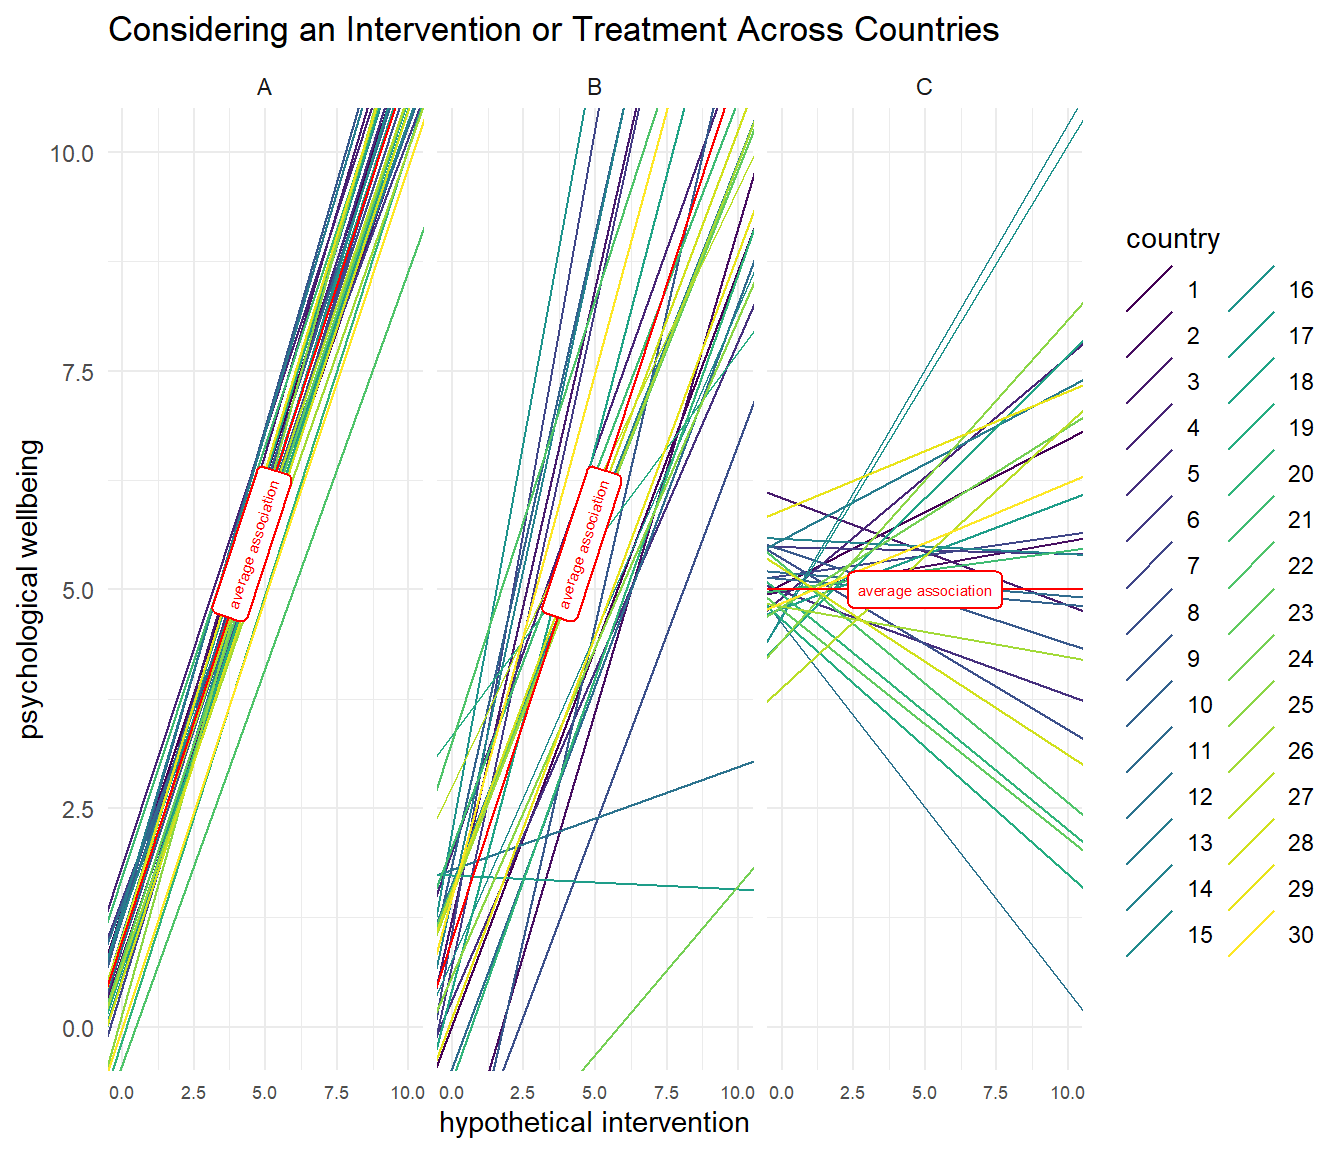 Considering an Intervention or Treatment Across Countries
A
B
C
psychological wellbeing
10.0
7.5
5.0
2.5
0.0
average association
average association
average association
0.0 2.5 5.0 7.5 10.0
0.0 2.5 5.0 7.5 10.0
0.0 2.5 5.0 7.5 10.0
hypothetical intervention
country
1
2
3
4
5
6
7
8
9
10
11
12
13
14
15
16
17
18
19
20
21
22
23
24
25
26
27
28
29
30